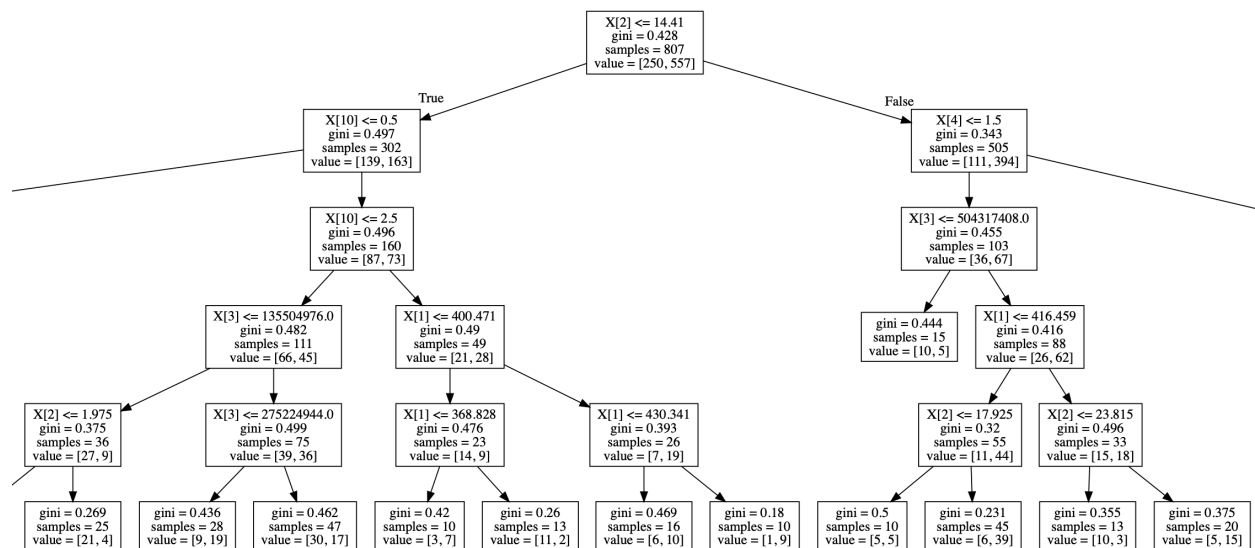 X[2] <= 14.41
gini = 0.428
samples = 807
value = [250, 557]
True
False
X[10] <= 0.5
gini = 0.497
samples = 302
value = [139, 163]
X[4] <= 1.5
gini = 0.343
samples = 505
value = [111, 394]
X[10] <= 2.5
gini = 0.496
samples = 160
value = [87, 73]
X[3] <= 504317408.0
gini = 0.455
samples = 103
value = [36, 67]
X[3] <= 135504976.0
gini = 0.482
samples = 111
value = [66, 45]
X[1] <= 400.471
gini = 0.49
samples = 49
value = [21, 28]
gini = 0.444
samples = 15
value = [10, 5]
X[1] <= 416.459
gini = 0.416
samples = 88
value = [26, 62]
X[2] <= 1.975
gini = 0.375
samples = 36
value = [27, 9]
X[3] <= 275224944.0
gini = 0.499
samples = 75
value = [39, 36]
X[1] <= 368.828
gini = 0.476
samples = 23
value = [14, 9]
X[1] <= 430.341
gini = 0.393
samples = 26
value = [7, 19]
X[2] <= 17.925
gini = 0.32
samples = 55
value = [11, 44]
X[2] <= 23.815
gini = 0.496
samples = 33
value = [15, 18]
gini = 0.269
samples = 25
value = [21, 4]
gini = 0.436
samples = 28
value = [9, 19]
gini = 0.462
samples = 47
value = [30, 17]
gini = 0.42
samples = 10
value = [3, 7]
gini = 0.26
samples = 13
value = [11, 2]
gini = 0.469
samples = 16
value = [6, 10]
gini = 0.18
samples = 10
value = [1, 9]
gini = 0.5
samples = 10
value = [5, 5]
gini = 0.231
samples = 45
value = [6, 39]
gini = 0.355
samples = 13
value = [10, 3]
gini = 0.375
samples = 20
value = [5, 15]